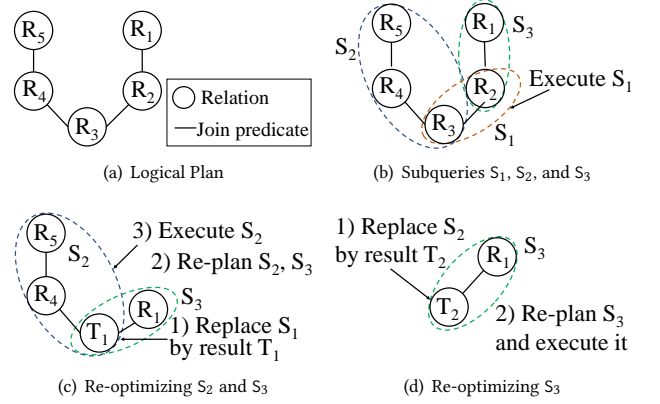 R5
R1
R4
R2
R3
Relation
Join predicate
(a) Logical Plan
R5
R1
S3
S2
R4
R2
Execute S1
R3
S1
(b) Subqueries S1, S2, and S3
R5
S2
3) Execute S2
2) Re-plan S2, S3
R4
R1
S3
T1
1) Replace S1
by result T1
(c) Re-optimizing S2 and S3
1) Replace S2
by result T2
R1
S3
T2
2) Re-plan S3
and execute it
(d) Re-optimizing S3